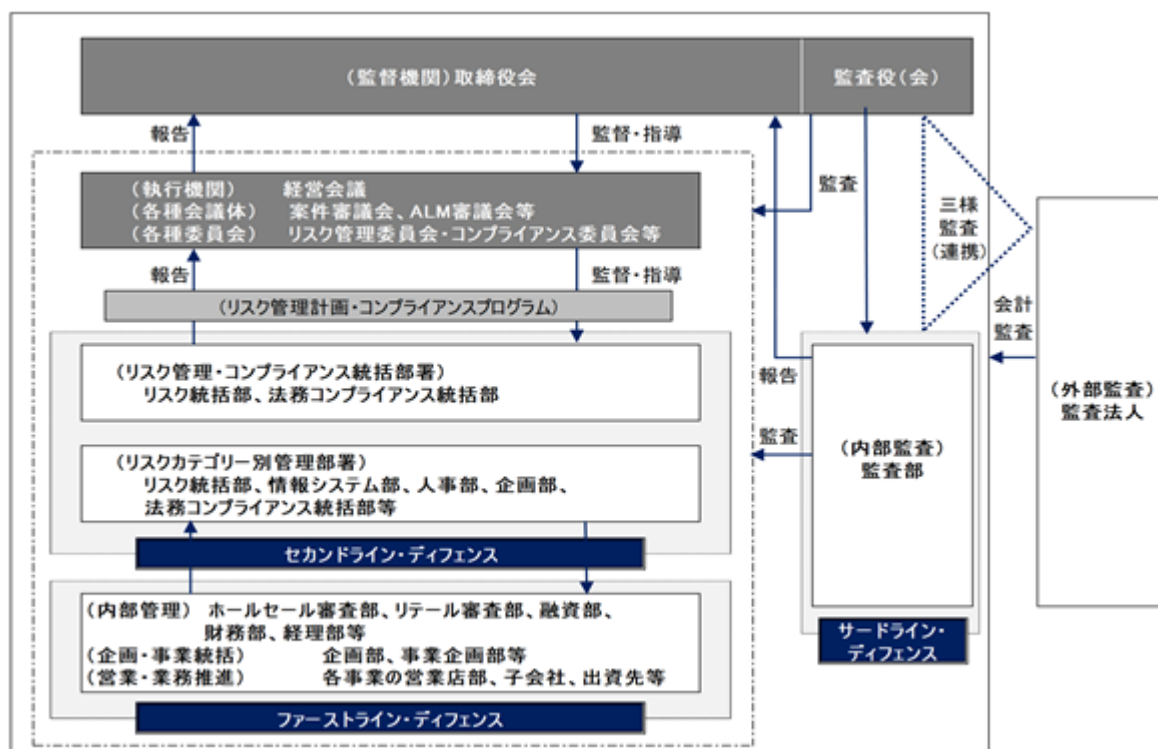 (監督機関)取締役会
監査役(会)
報告
監督・指導
監査
(執行機関) 経営会議
(各種会議体) 案件審議会、ALM審議会等
(各種委員会) リスク管理委員会・コンプライアンス委員会等
三様
監査
(連携)
報告
監督・指導
(リスク管理計画・コンプライアンスプログラム)
会計
監査
(リスク管理・コンプライアンス統括部署)
リスク統括部、法務コンプライアンス統括部
報告
(外部監査)
監査法人
監査
(内部監査)
監査部
(リスクカテゴリー別管理部署)
リスク統括部、情報システム部、人事部、企画部、
法務コンプライアンス統括部等
セカンドライン・ディフェンス
(内部管理) ホールセール審査部、リテール審査部、融資部、
財務部、経理部等
(企画・事業統括) 企画部、事業企画部等
(営業・業務推進) 各事業の営業店部、子会社、出資先等
サードライン・
ディフェンス
ファーストライン・ディフェンス